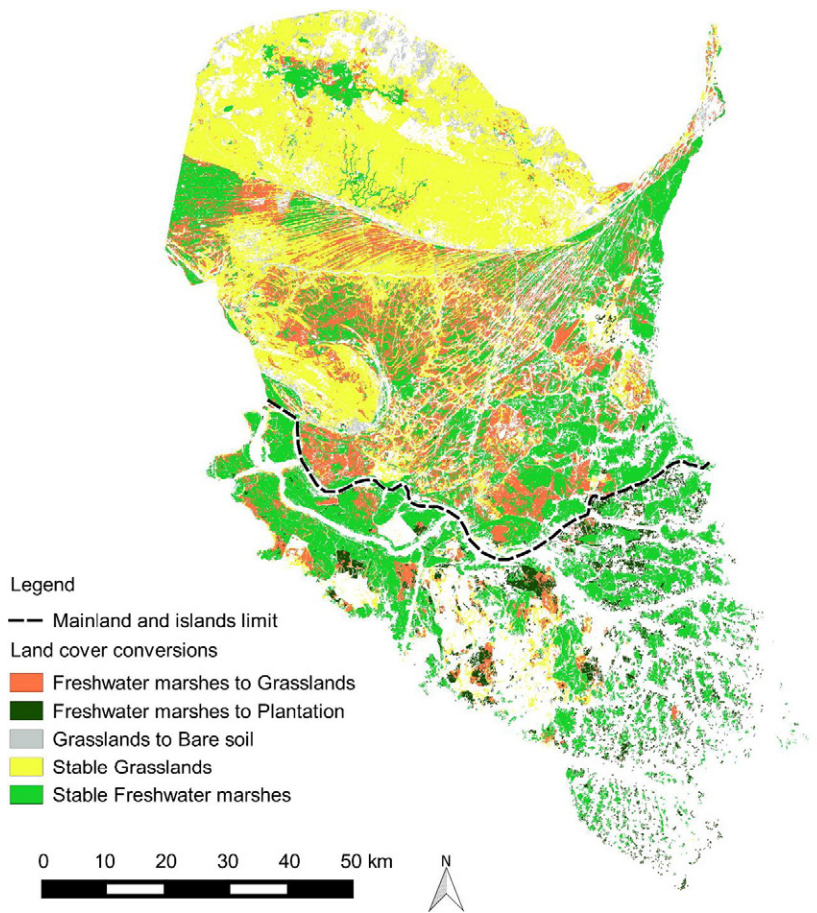 Legend
Mainland and islands limit
Land cover conversions
Freshwater marshes to Grasslands
Freshwater marshes to Plantation
Grasslands to Bare soil
Stable Grasslands
Stable Freshwater marshes
0 10 20 30 40 50 km
N